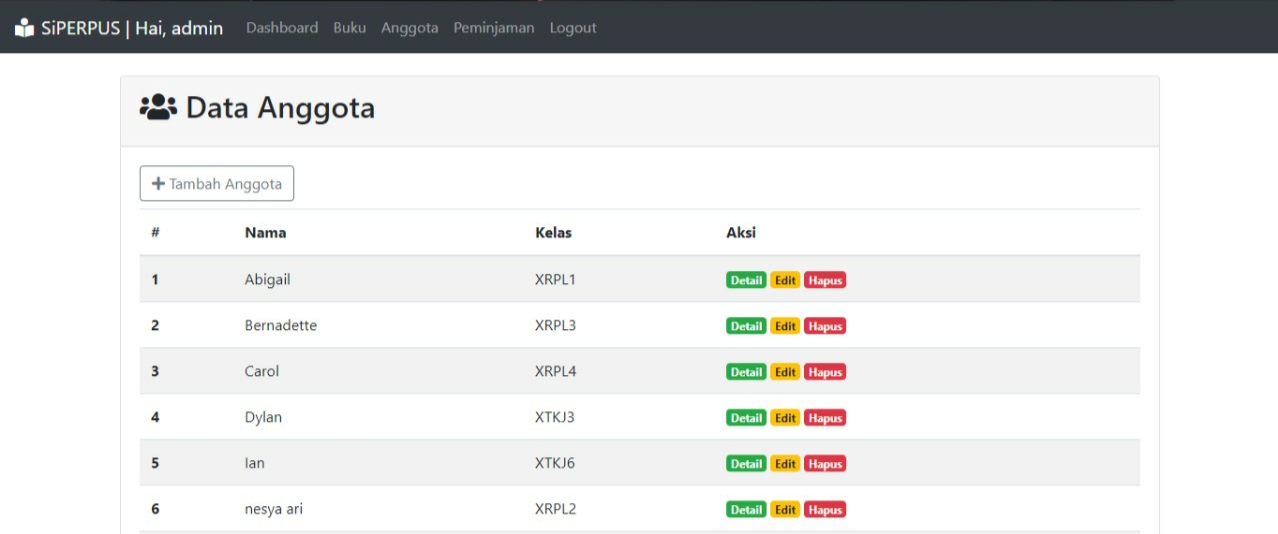 SiPERPUS | Hai, admin Dashboard Buku Anggota Peminjaman Logout
Data Anggota
Tambah Anggota
# Nama Kelas Aksi
1 Abigail XRPL1 Detail Edit Hapus
2 Bernadette XRPL3 Detail Edit Hapus
3 Carol XRPL4 Detail Edit Hapus
4 Dylan XTKJ3 Detail Edit Hapus
5 Ian XTKJ6 Detail Edit Hapus
6 nesya ari XRPL2 Detail Edit Hapus